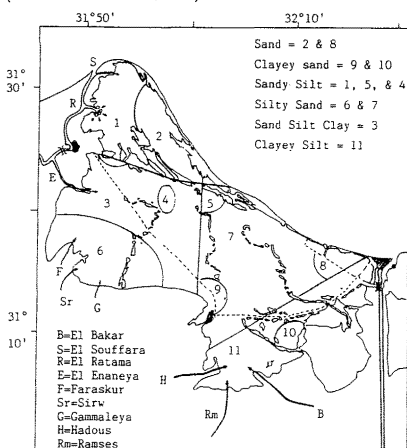 31°50'
32°10'
31°
30'
Sand = 2 & 8
Clayey sand = 9 & 10
Sandy Silt = 1, 5, & 4
Silty Sand = 6 & 7
Sand Silt Clay = 3
Clayey Silt = 11
S
R
1
2
E
3
4
5
6
7
8
F
Sr
G
9
31°
10'
10
11
H
Rm
B
B=El Bakar
S=El Souffara
R=El Ratama
E=El Enaneya
F=Faraskur
Sr=Sirw
G=Gammaleya
H=Hadous
Rm=Ramses